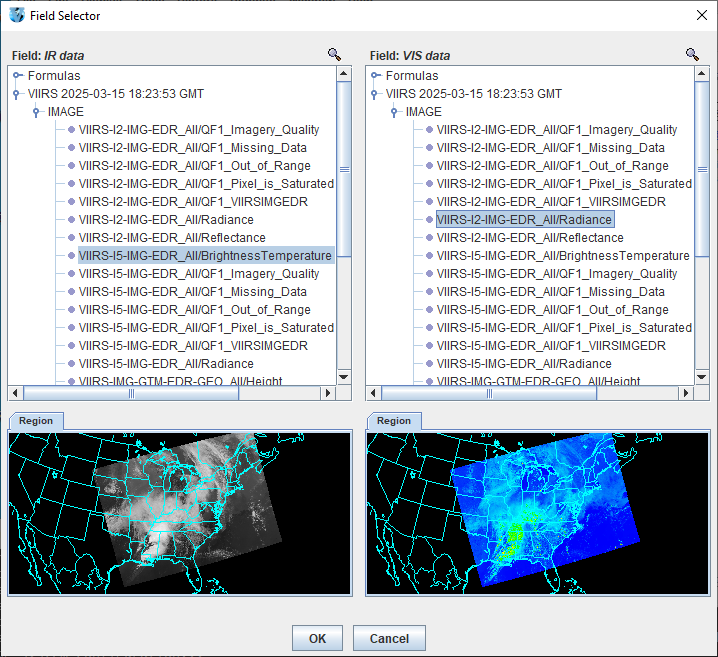 Field Selector
Field: IR data
Formulas
VIIRS 2025-03-15 18:23:53 GMT
IMAGE
VIIRS-I2-IMG-EDR_All/QF1_Imagery_Quality
VIIRS-I2-IMG-EDR_All/QF1_Missing_Data
VIIRS-I2-IMG-EDR_All/QF1_Out_of_Range
VIIRS-I2-IMG-EDR_All/QF1_Pixel_is_Saturated
VIIRS-I2-IMG-EDR_All/QF1_VIIRSIMGEDR
VIIRS-I2-IMG-EDR_All/Radiance
VIIRS-I2-IMG-EDR_All/Reflectance
VIIRS-I5-IMG-EDR_All/BrightnessTemperature
VIIRS-I5-IMG-EDR_All/QF1_Imagery_Quality
VIIRS-I5-IMG-EDR_All/QF1_Missing_Data
VIIRS-I5-IMG-EDR_All/QF1_Out_of_Range
VIIRS-I5-IMG-EDR_All/QF1_Pixel_is_Saturated
VIIRS-I5-IMG-EDR_All/QF1_VIIRSIMGEDR
VIIRS-I5-IMG-EDR_All/Radiance
VIIRS-IMG-GTM-EDR-GEO_All/Height
Region
Field: VIS data
Formulas
VIIRS 2025-03-15 18:23:53 GMT
IMAGE
VIIRS-I2-IMG-EDR_All/QF1_Imagery_Quality
VIIRS-I2-IMG-EDR_All/QF1_Missing_Data
VIIRS-I2-IMG-EDR_All/QF1_Out_of_Range
VIIRS-I2-IMG-EDR_All/QF1_Pixel_is_Saturated
VIIRS-I2-IMG-EDR_All/QF1_VIIRSIMGEDR
VIIRS-I2-IMG-EDR_All/Radiance
VIIRS-I2-IMG-EDR_All/Reflectance
VIIRS-I5-IMG-EDR_All/BrightnessTemperature
VIIRS-I5-IMG-EDR_All/QF1_Imagery_Quality
VIIRS-I5-IMG-EDR_All/QF1_Missing_Data
VIIRS-I5-IMG-EDR_All/QF1_Out_of_Range
VIIRS-I5-IMG-EDR_All/QF1_Pixel_is_Saturated
VIIRS-I5-IMG-EDR_All/QF1_VIIRSIMGEDR
VIIRS-I5-IMG-EDR_All/Radiance
VIIRS-IMG-GTM-EDR-GEO_All/Height
Region
OK
Cancel